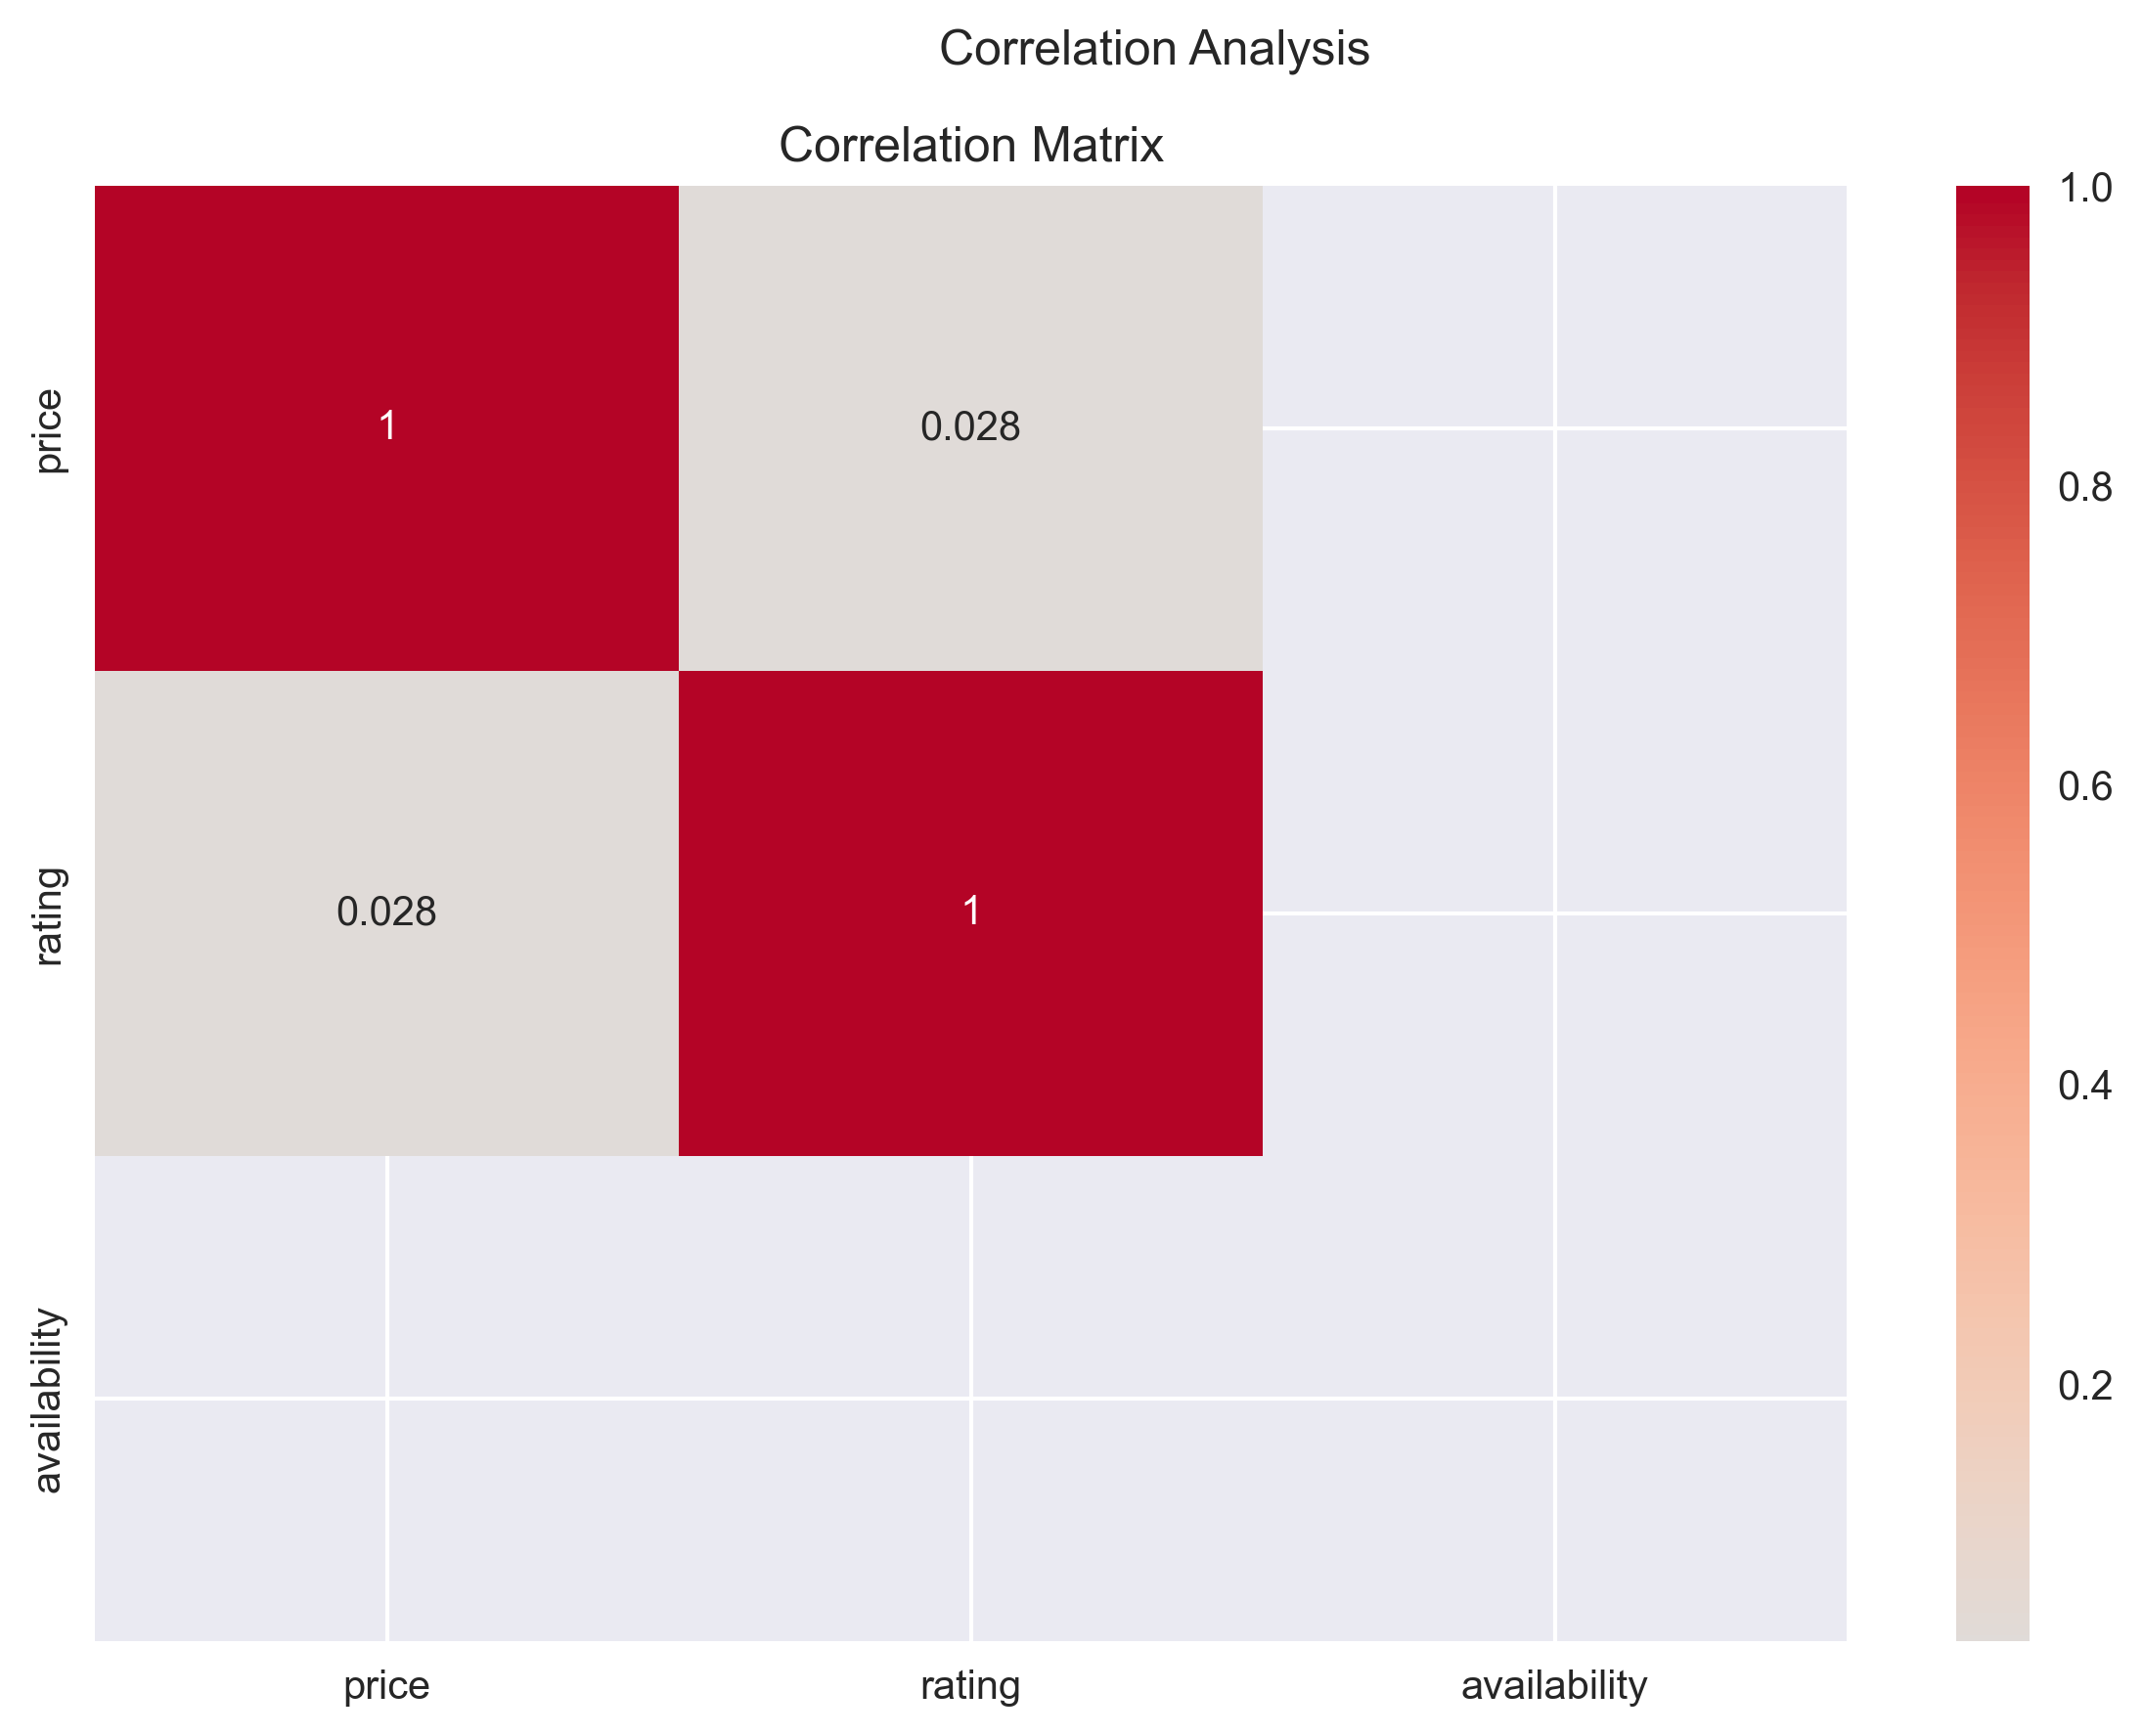 Correlation Analysis
Correlation Matrix
price
1
0.028
rating
0.028
1
availability
price
rating
availability
1.0
0.8
0.6
0.4
0.2